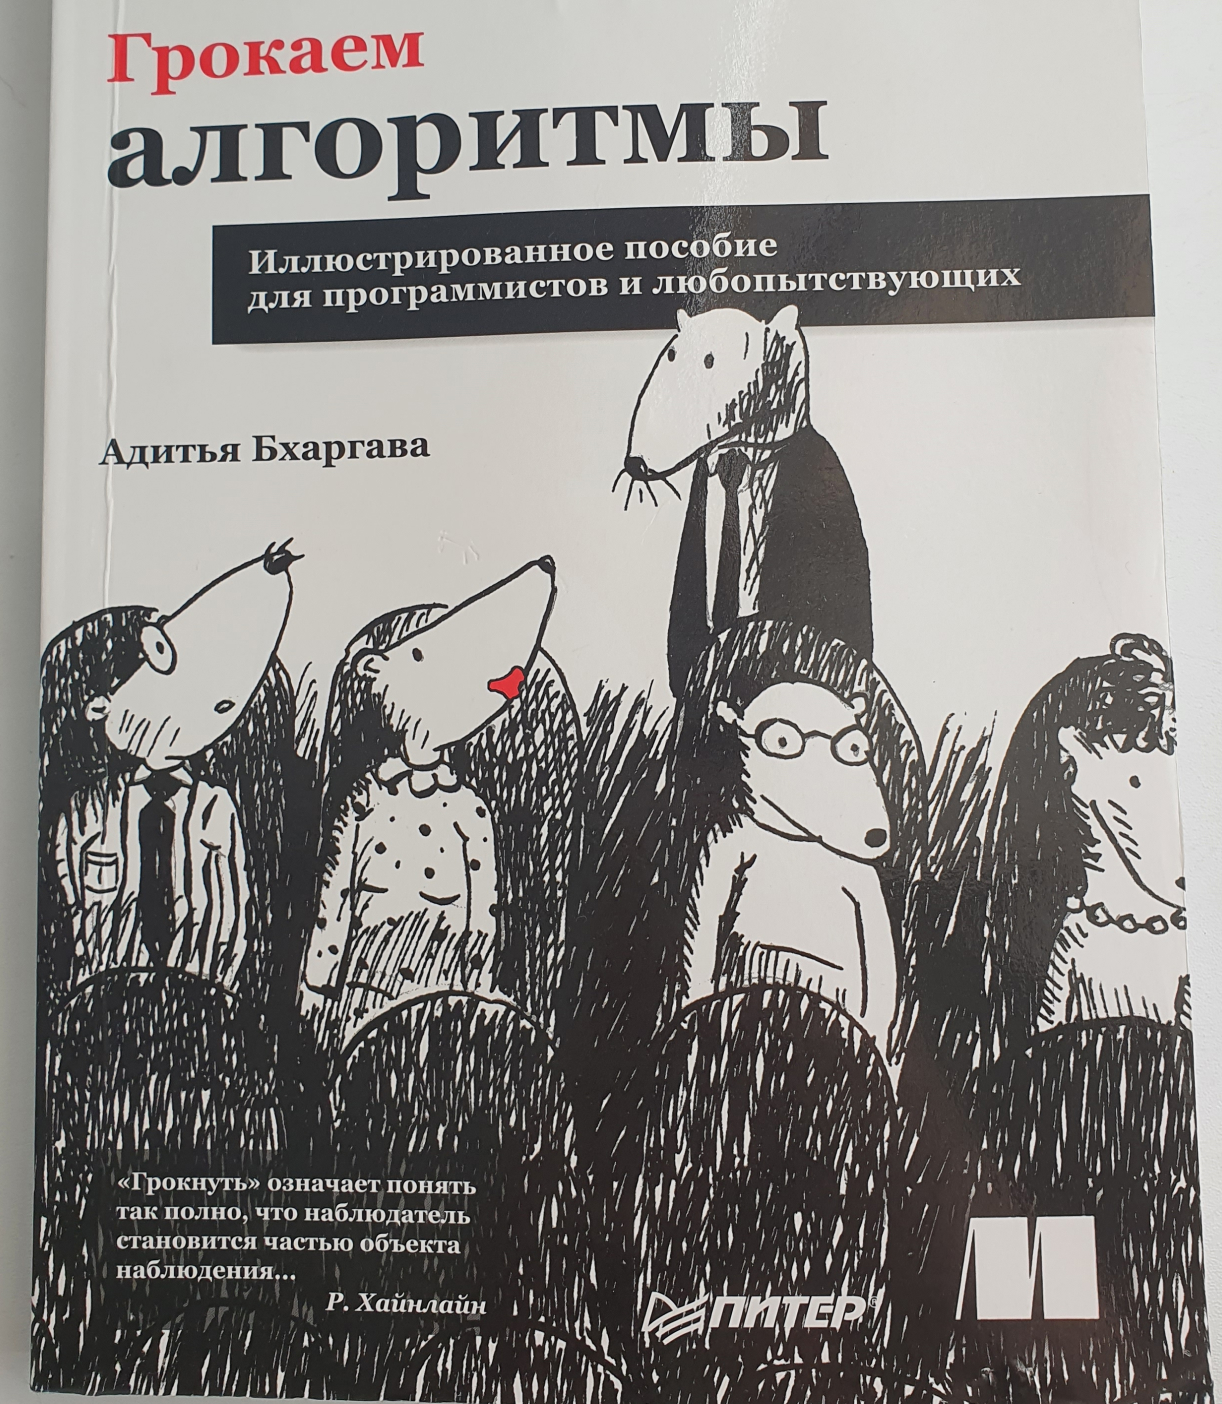 Грокаем
алгоритмы
Иллюстрированное пособие
для программистов и любопытствующих
Адитья Бхаргава
«Грокнуть» означает понять
так полно, что наблюдатель
становится частью объекта
наблюдения...
Р. Хайнлайн
ПИТЕР®